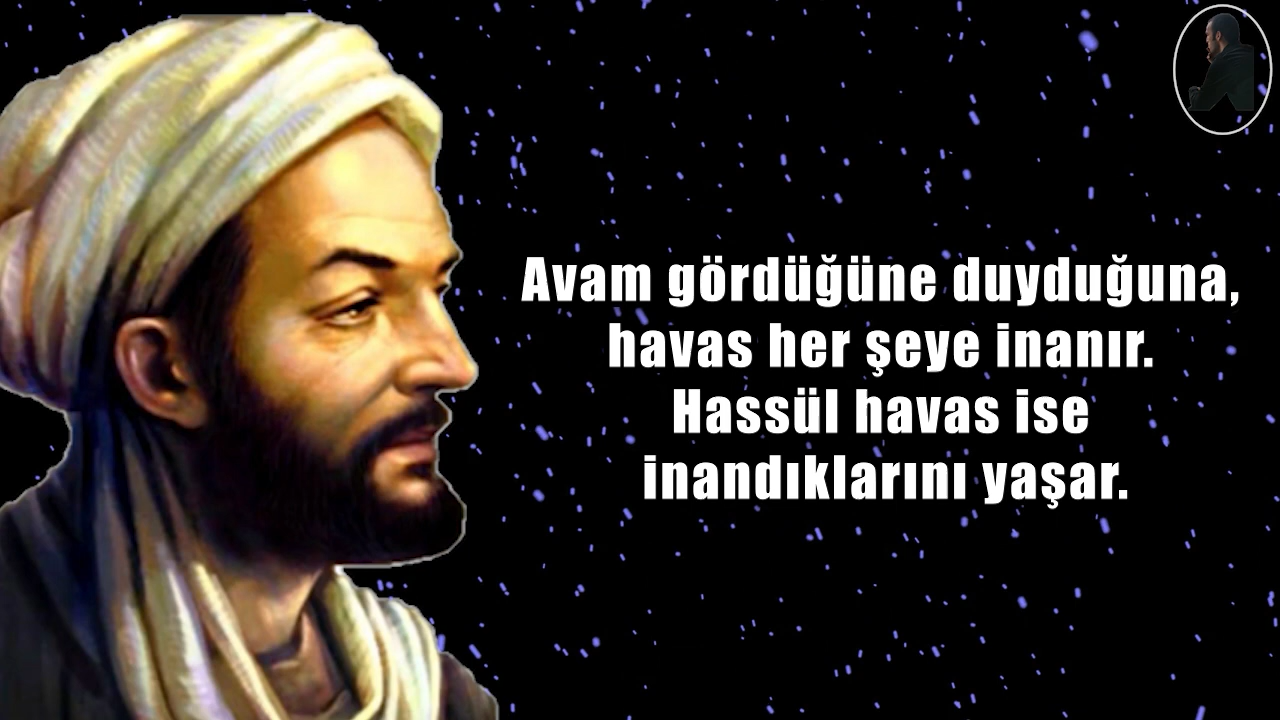 Avam gördüğüne duyduğuna,
havas her şeye inanır.
Hassül havas ise
inandıklarını yaşar.